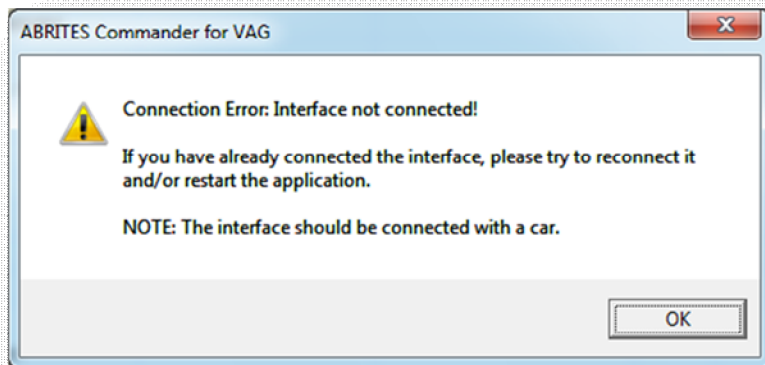 ABRITES Commander for VAG
Connection Error: Interface not connected!
If you have already connected the interface, please try to reconnect it
and/or restart the application.
NOTE: The interface should be connected with a car.
OK